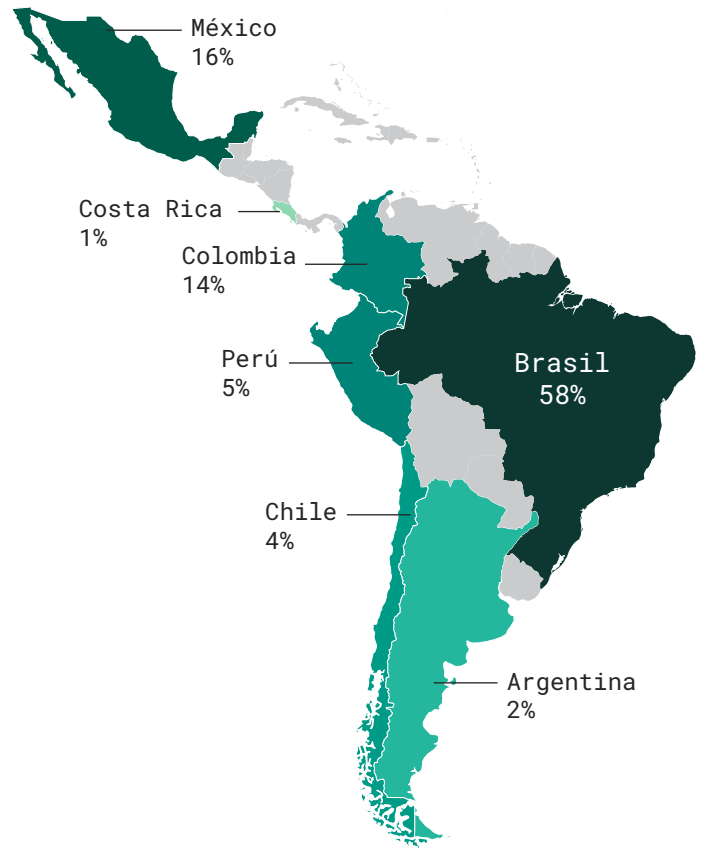 México
16%
Costa Rica
1%
Colombia
14%
Perú
5%
Brasil
58%
Chile
4%
Argentina
2%